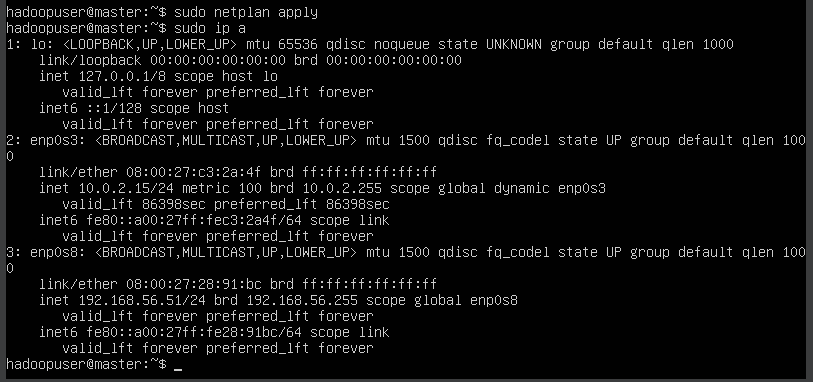 hadoopuser@master:~$ sudo netplan apply
hadoopuser@master:~$ sudo ip a
1: lo: <LOOPBACK,UP,LOWER_UP> mtu 65536 qdisc noqueue state UNKNOWN group default qlen 1000
    link/loopback 00:00:00:00:00:00 brd 00:00:00:00:00:00
    inet 127.0.0.1/8 scope host lo
       valid_lft forever preferred_lft forever
    inet6 ::1/128 scope host
       valid_lft forever preferred_lft forever
2: enp0s3: <BROADCAST,MULTICAST,UP,LOWER_UP> mtu 1500 qdisc fq_codel state UP group default qlen 100
0
    link/ether 08:00:27:c3:2a:4f brd ff:ff:ff:ff:ff:ff
    inet 10.0.2.15/24 metric 100 brd 10.0.2.255 scope global dynamic enp0s3
       valid_lft 86398sec preferred_lft 86398sec
    inet6 fe80::a00:27ff:fec3:2a4f/64 scope link
       valid_lft forever preferred_lft forever
3: enp0s8: <BROADCAST,MULTICAST,UP,LOWER_UP> mtu 1500 qdisc fq_codel state UP group default qlen 100
0
    link/ether 08:00:27:28:91:bc brd ff:ff:ff:ff:ff:ff
    inet 192.168.56.51/24 brd 192.168.56.255 scope global enp0s8
       valid_lft forever preferred_lft forever
    inet6 fe80::a00:27ff:fe28:91bc/64 scope link
       valid_lft forever preferred_lft forever
hadoopuser@master:~$ _